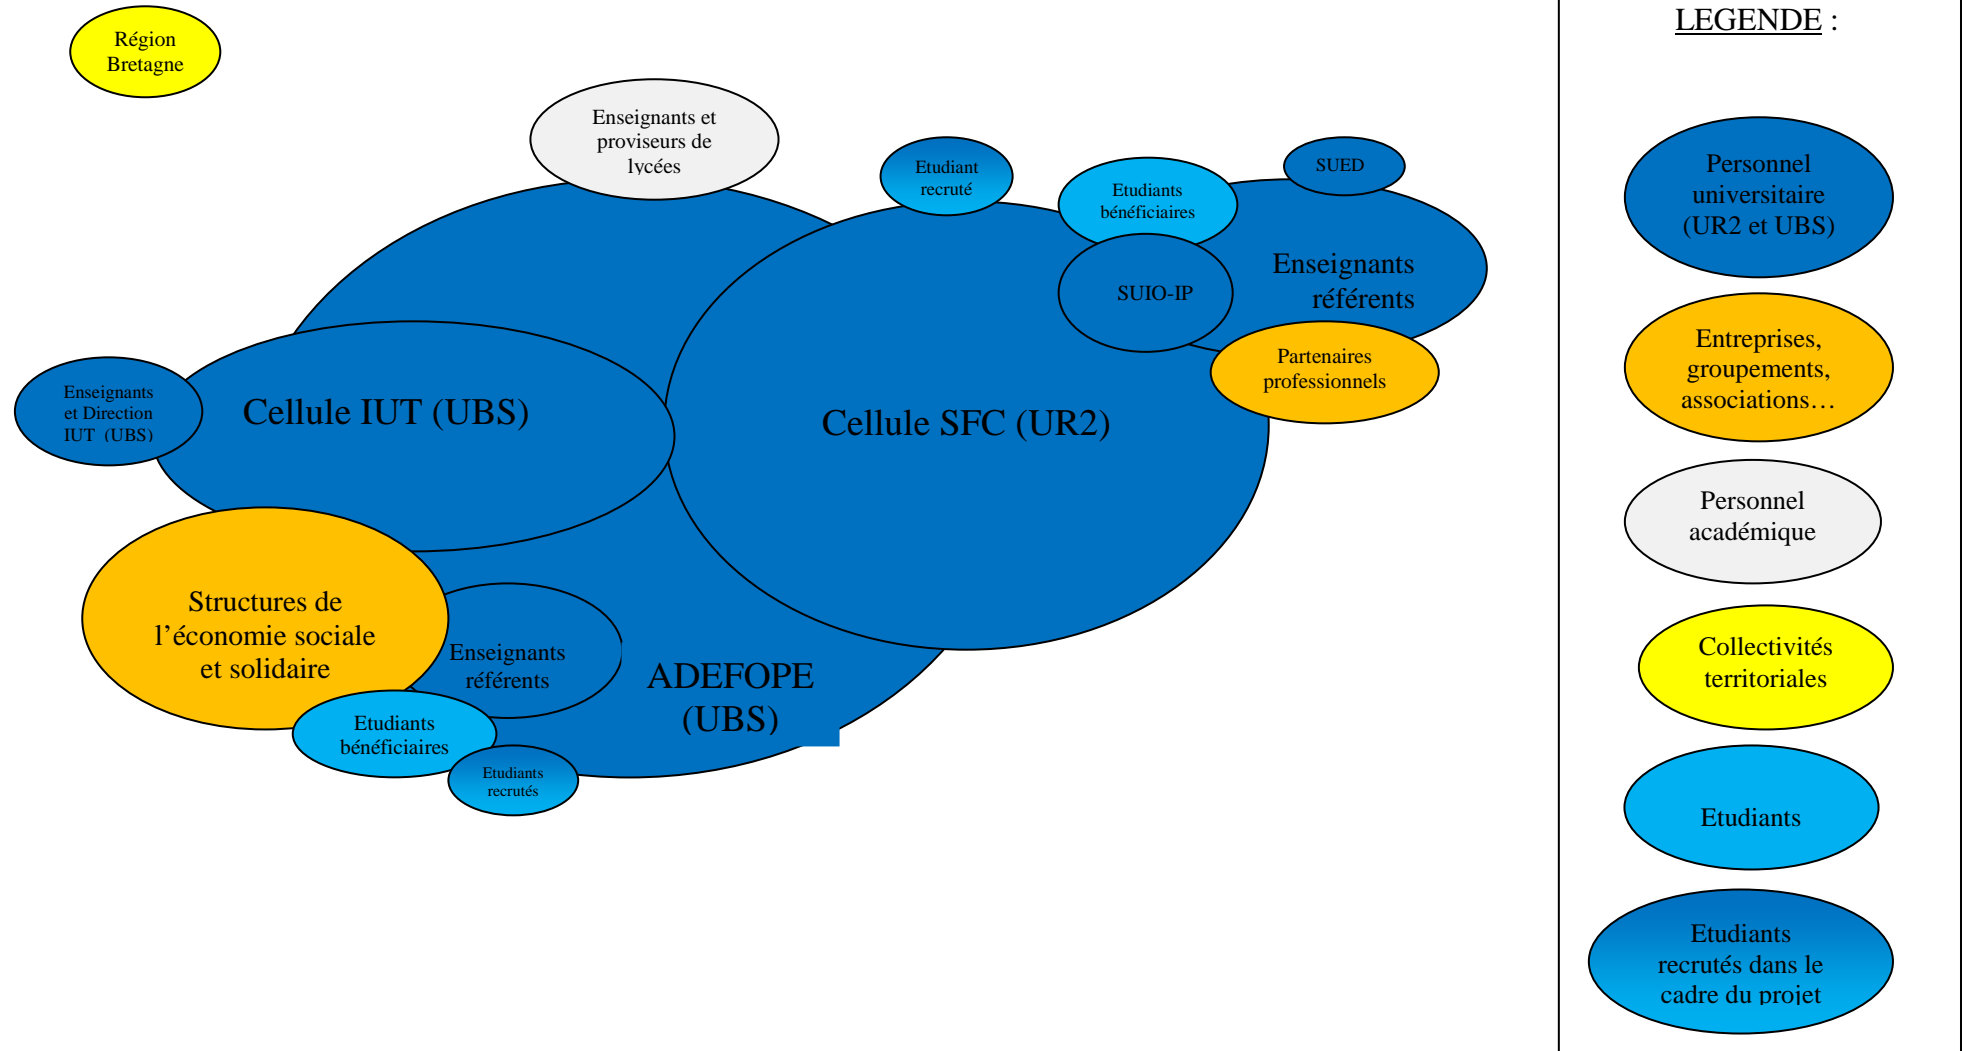 Région
Bretagne
Enseignants et
proviseurs de
lycées
Etudiant
recruté
Etudiants
bénéficiaires
SUED
Enseignants
référents
SUIO-IP
Partenaires
professionnels
Enseignants
et Direction
IUT (UBS)
Cellule IUT (UBS)
Cellule SFC (UR2)
Structures de
l’économie sociale
et solidaire
Enseignants
référents
ADEFOPE
(UBS)
Etudiants
bénéficiaires
Etudiants
recrutés
LEGENDE :
Personnel
universitaire
(UR2 et UBS)
Entreprises,
groupements,
associations…
Personnel
académique
Collectivités
territoriales
Etudiants
Etudiants
recrutés dans le
cadre du projet